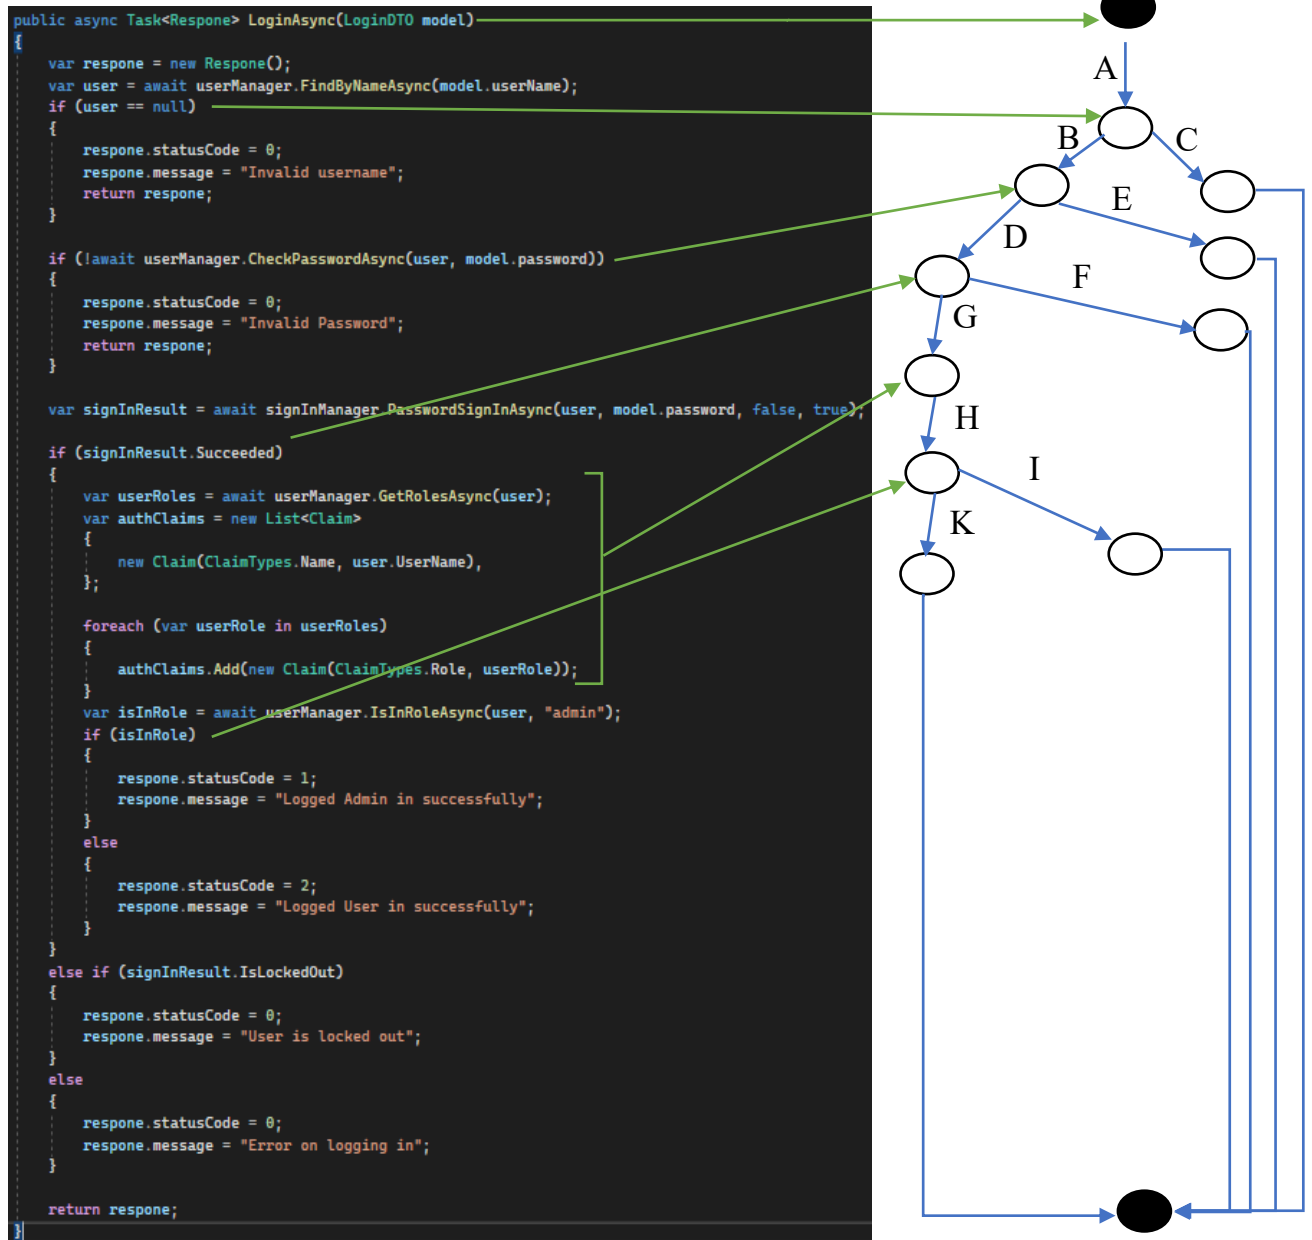 public async Task<Respone> LoginAsync(LoginDTO model)
{
var respone = new Respone();
var user = await userManager.FindByNameAsync(model.userName);
if (user == null)
{
respone.statusCode = 0;
respone.message = "Invalid username";
return respone;
}
if (!await userManager.CheckPasswordAsync(user, model.password))
{
respone.statusCode = 0;
respone.message = "Invalid Password";
return respone;
}
var signInResult = await signInManager.PasswordSignInAsync(user, model.password, false, true);
if (signInResult.Succeeded)
{
var userRoles = await userManager.GetRolesAsync(user);
var authClaims = new List<Claim>
{
new Claim(ClaimTypes.Name, user.UserName),
};
foreach (var userRole in userRoles)
{
authClaims.Add(new Claim(ClaimTypes.Role, userRole));
}
var isInRole = await userManager.IsInRoleAsync(user, "admin");
if (isInRole)
{
respone.statusCode = 1;
respone.message = "Logged Admin in successfully";
}
else
{
respone.statusCode = 2;
respone.message = "Logged User in successfully";
}
}
else if (signInResult.IsLockedOut)
{
respone.statusCode = 0;
respone.message = "User is locked out";
}
else
{
respone.statusCode = 0;
respone.message = "Error on logging in";
}
return respone;
}
A
B
C
E
D
F
G
H
I
K